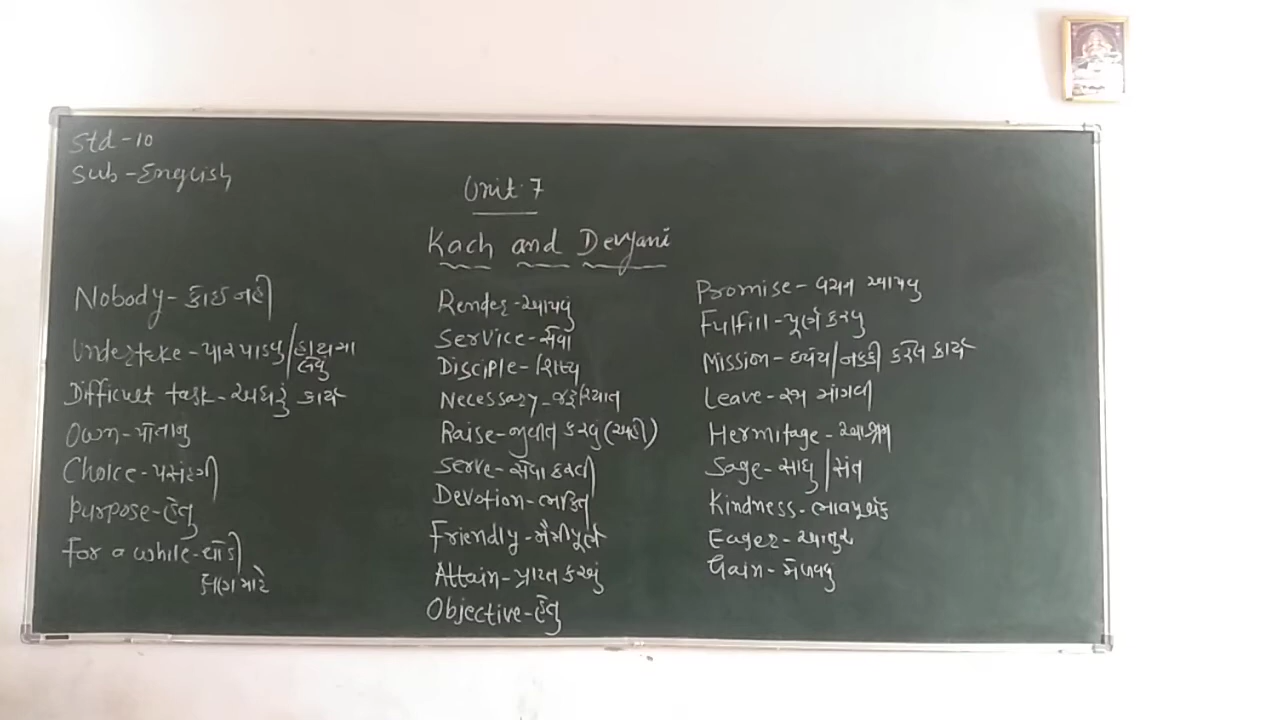 Std-10
Sub-English
Unit.7
Kach and Devyani
Nobody-કોઇ નહી
Undertake-પાર પાડવુ/હાથમા
લેવુ
Difficult task-અઘરું કાર્ય
Own-પોતાનુ
Choice-પસંદગી
Purpose-હેતુ
For a while-થોડી
ક્ષણ માટે
Render-આપવું
Service-સેવા
Disciple-શિષ્ય
Necessary-જરૂરિયાત
Raise-જીવીત કરવુ (અહી)
Serve-સેવા કરવી
Devotion-ભક્તિ
Friendly-મૈત્રીપૂર્ણ
Attain-પ્રાપ્ત કરવું
Objective-હેતુ
Promise-વચન આપવુ
Fulfill-પૂર્ણ કરવુ
Mission-ધ્યેય/નક્કી કરેલ કાર્ય
Leave-રજા માંગવી
Hermitage-આશ્રમ
Sage-સાધુ/સંત
Kindness-ભાવપૂર્વક
Eager-આતુર
Gain-મેળવવુ